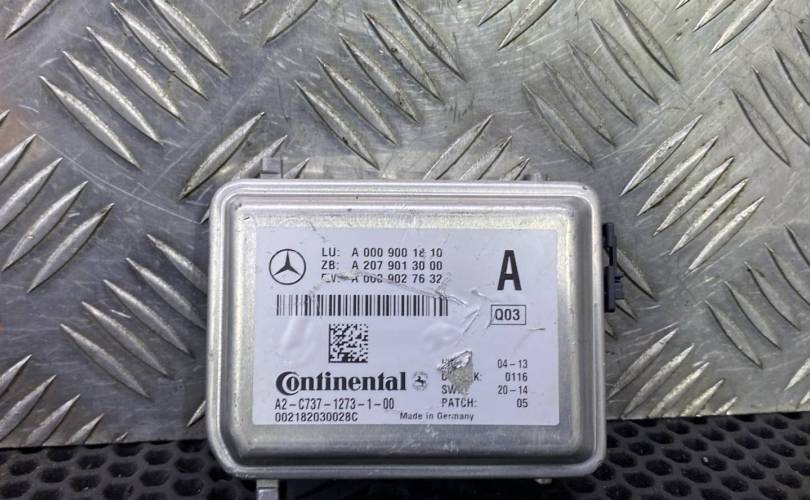 LU: A 000 900 18 10
ZB: A 207 901 30 00
A 902 76 32
A
Q03
04-13
0116
20-14
PATCH: 05
Continental
A2-C737-1273-1-00
002182030028C
Made in Germany